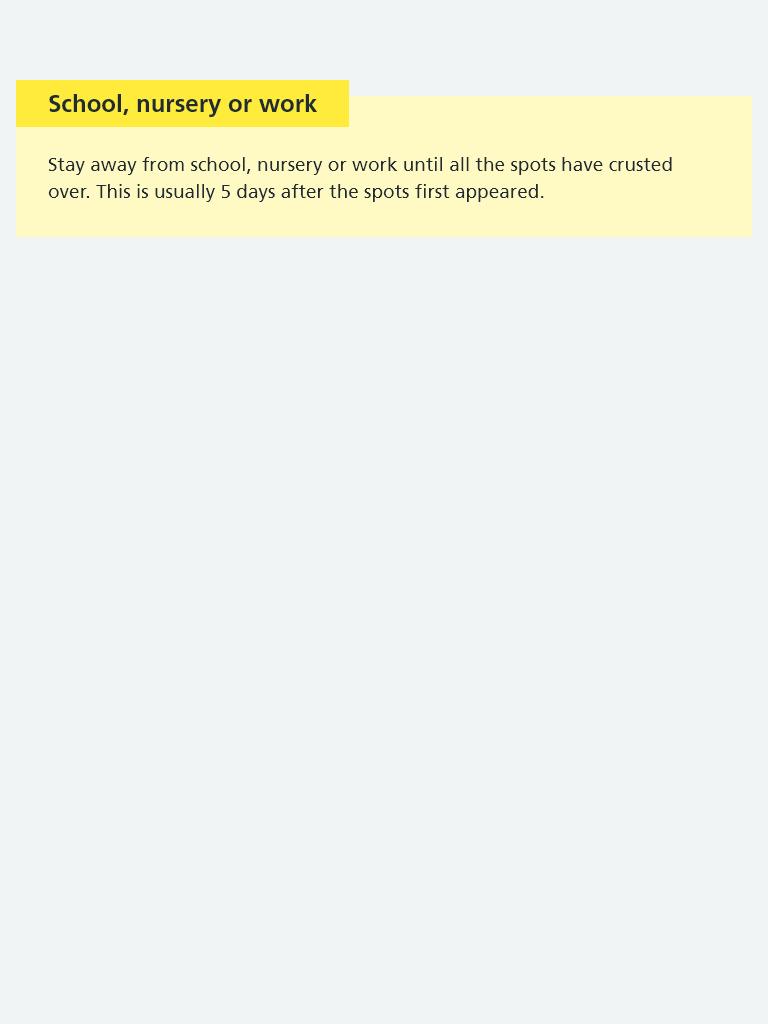 School, nursery or work
Stay away from school, nursery or work until all the spots have crusted
over. This is usually 5 days after the spots first appeared.